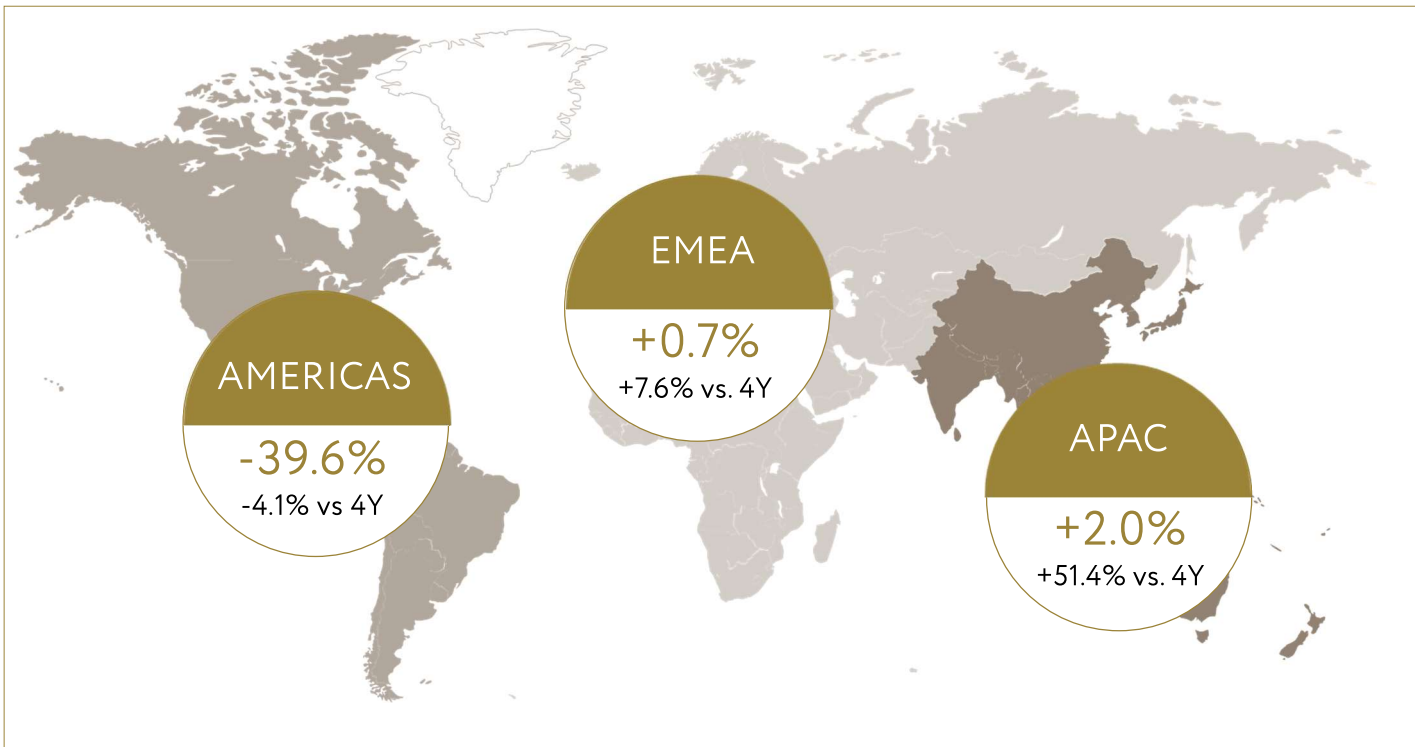 AMERICAS
-39.6%
-4.1% vs 4Y
EMEA
+0.7%
+7.6% vs. 4Y
APAC
+2.0%
+51.4% vs. 4Y